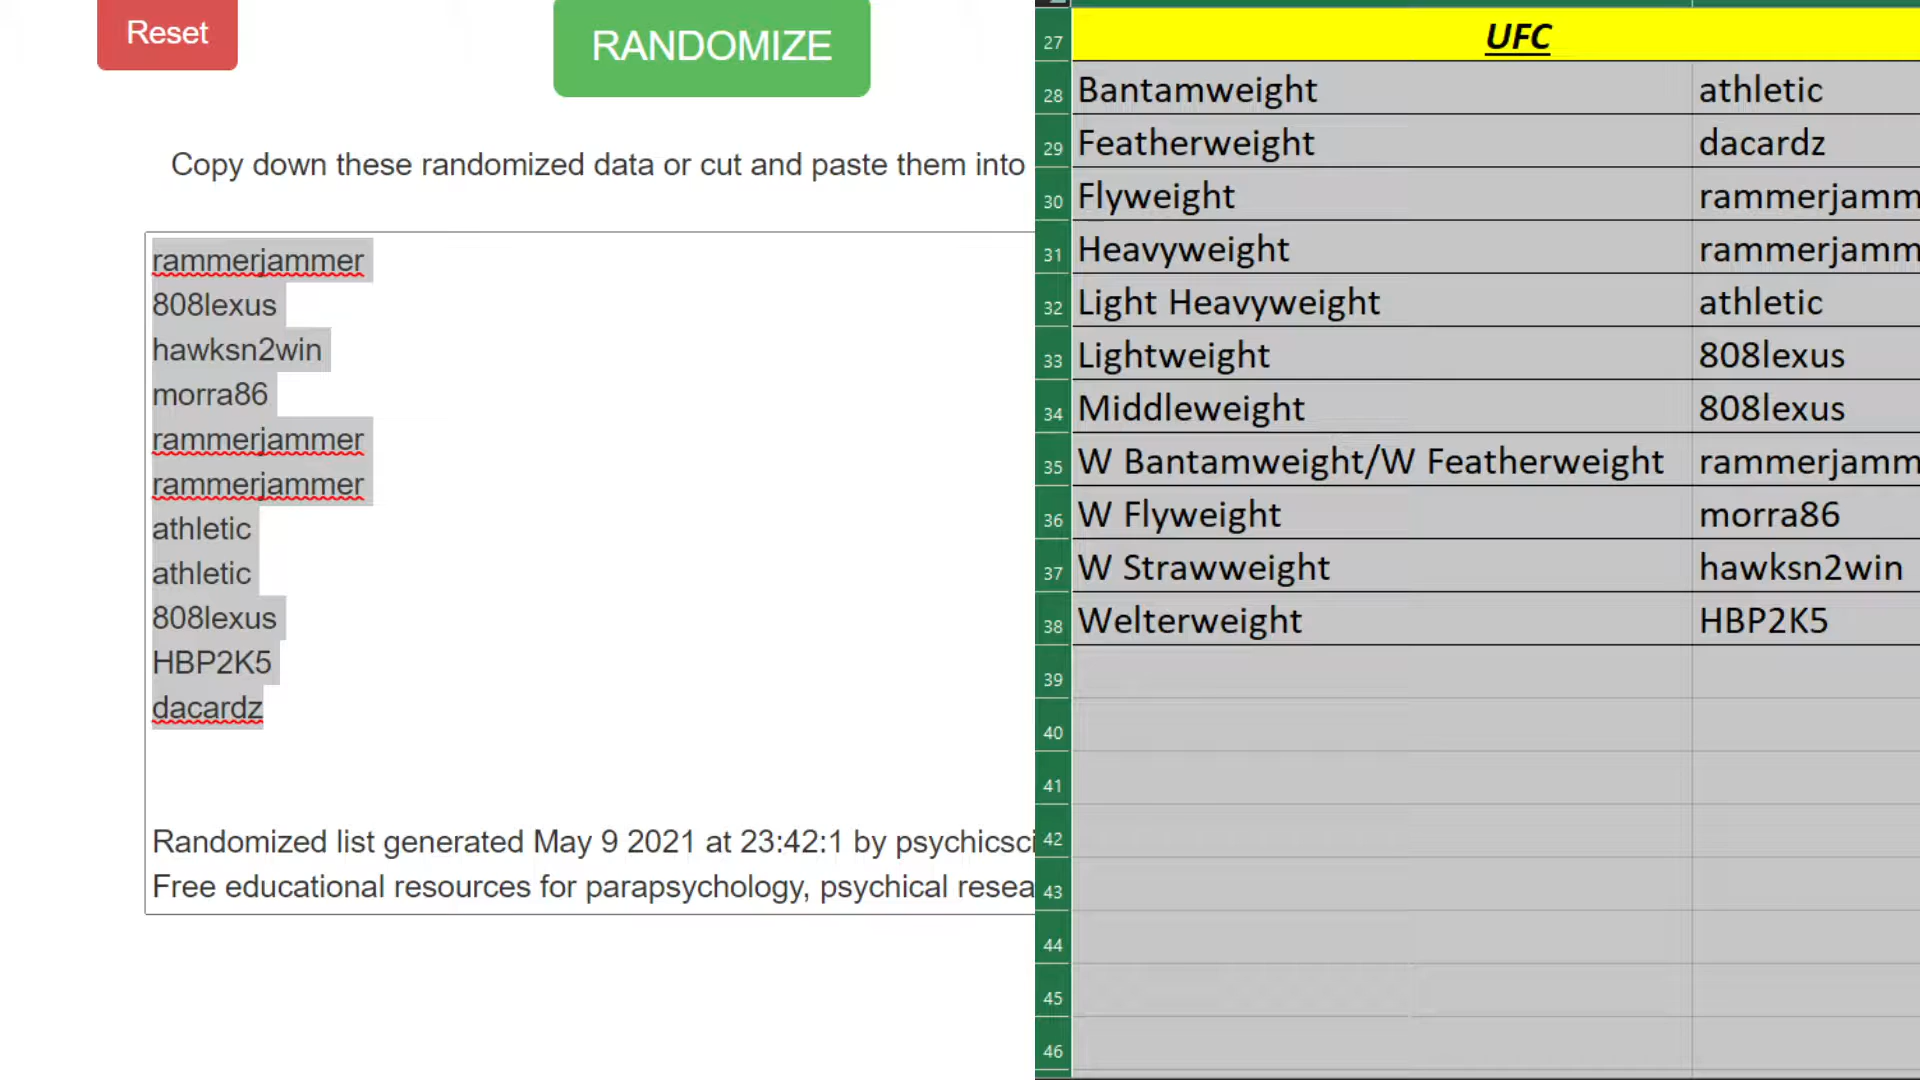 Reset
RANDOMIZE
Copy down these randomized data or cut and paste them into
rammerjammer
808lexus
hawksn2win
morra86
rammerjammer
rammerjammer
athletic
athletic
808lexus
HBP2K5
dacardz
Randomized list generated May 9 2021 at 23:42:1 by psychicsci
Free educational resources for parapsychology, psychical resea
27 UFC
28 Bantamweight athletic
29 Featherweight dacardz
30 Flyweight rammerjamm
31 Heavyweight rammerjamm
32 Light Heavyweight athletic
33 Lightweight 808lexus
34 Middleweight 808lexus
35 W Bantamweight/W Featherweight rammerjamm
36 W Flyweight morra86
37 W Strawweight hawksn2win
38 Welterweight HBP2K5
39
40
41
42
43
44
45
46